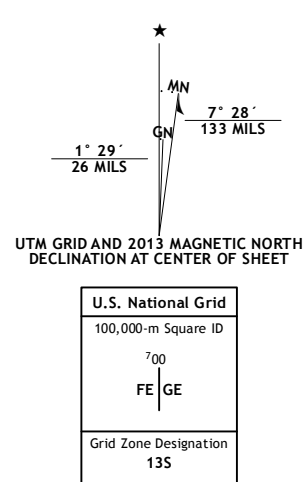 ★
MN
GN
7° 28´
133 MILS
1° 29´
26 MILS
UTM GRID AND 2013 MAGNETIC NORTH
DECLINATION AT CENTER OF SHEET
U.S. National Grid
100,000-m Square ID
⁷00
FE GE
Grid Zone Designation
13S